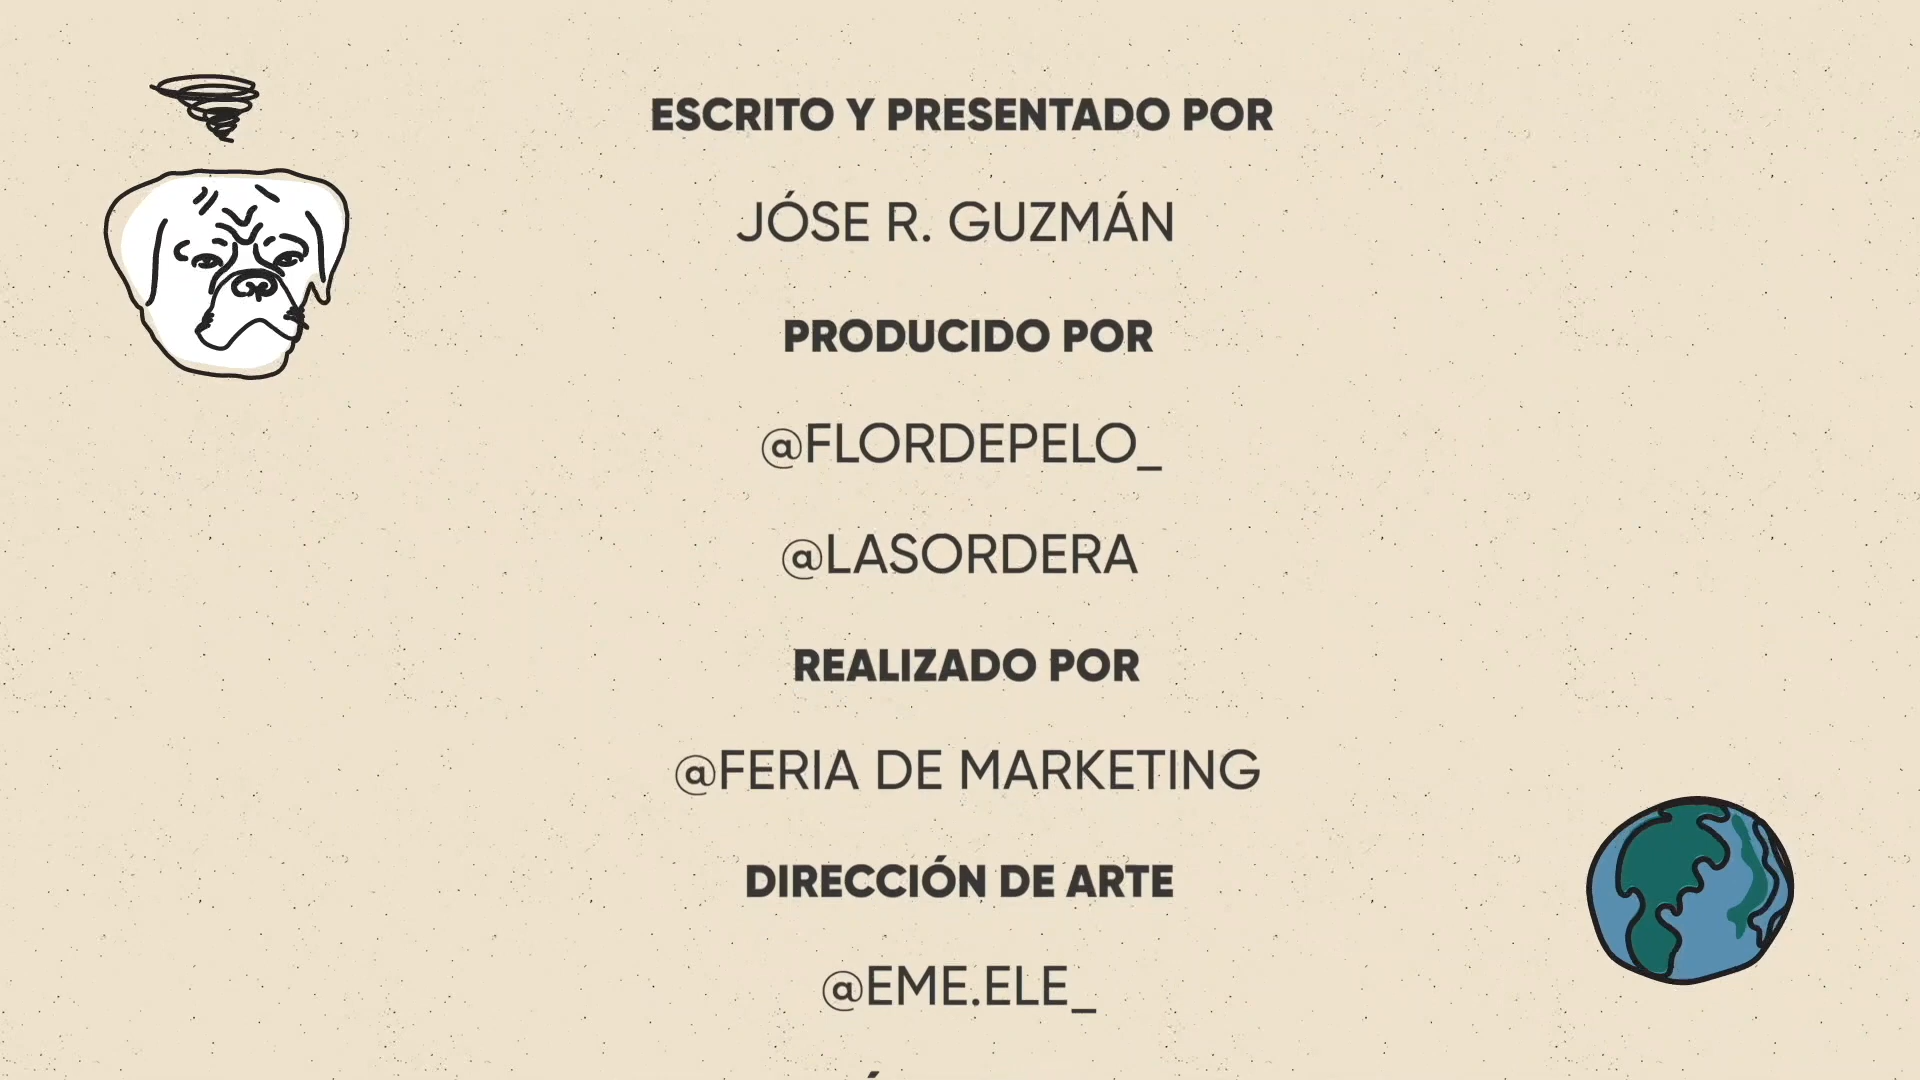 ESCRITO Y PRESENTADO POR
JÓSE R. GUZMÁN
PRODUCIDO POR
@FLORDEPELO_
@LASORDERA
REALIZADO POR
@FERIA DE MARKETING
DIRECCIÓN DE ARTE
@EME.ELE_